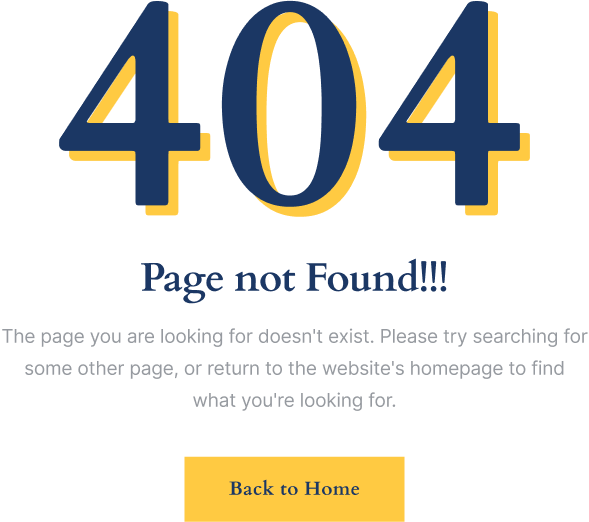 404
Page not Found!!!
The page you are looking for doesn't exist. Please try searching for
some other page, or return to the website's homepage to find
what you're looking for.
Back to Home